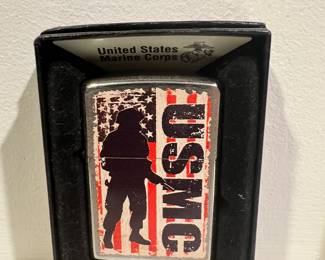 United States
Marine Corps
USMC